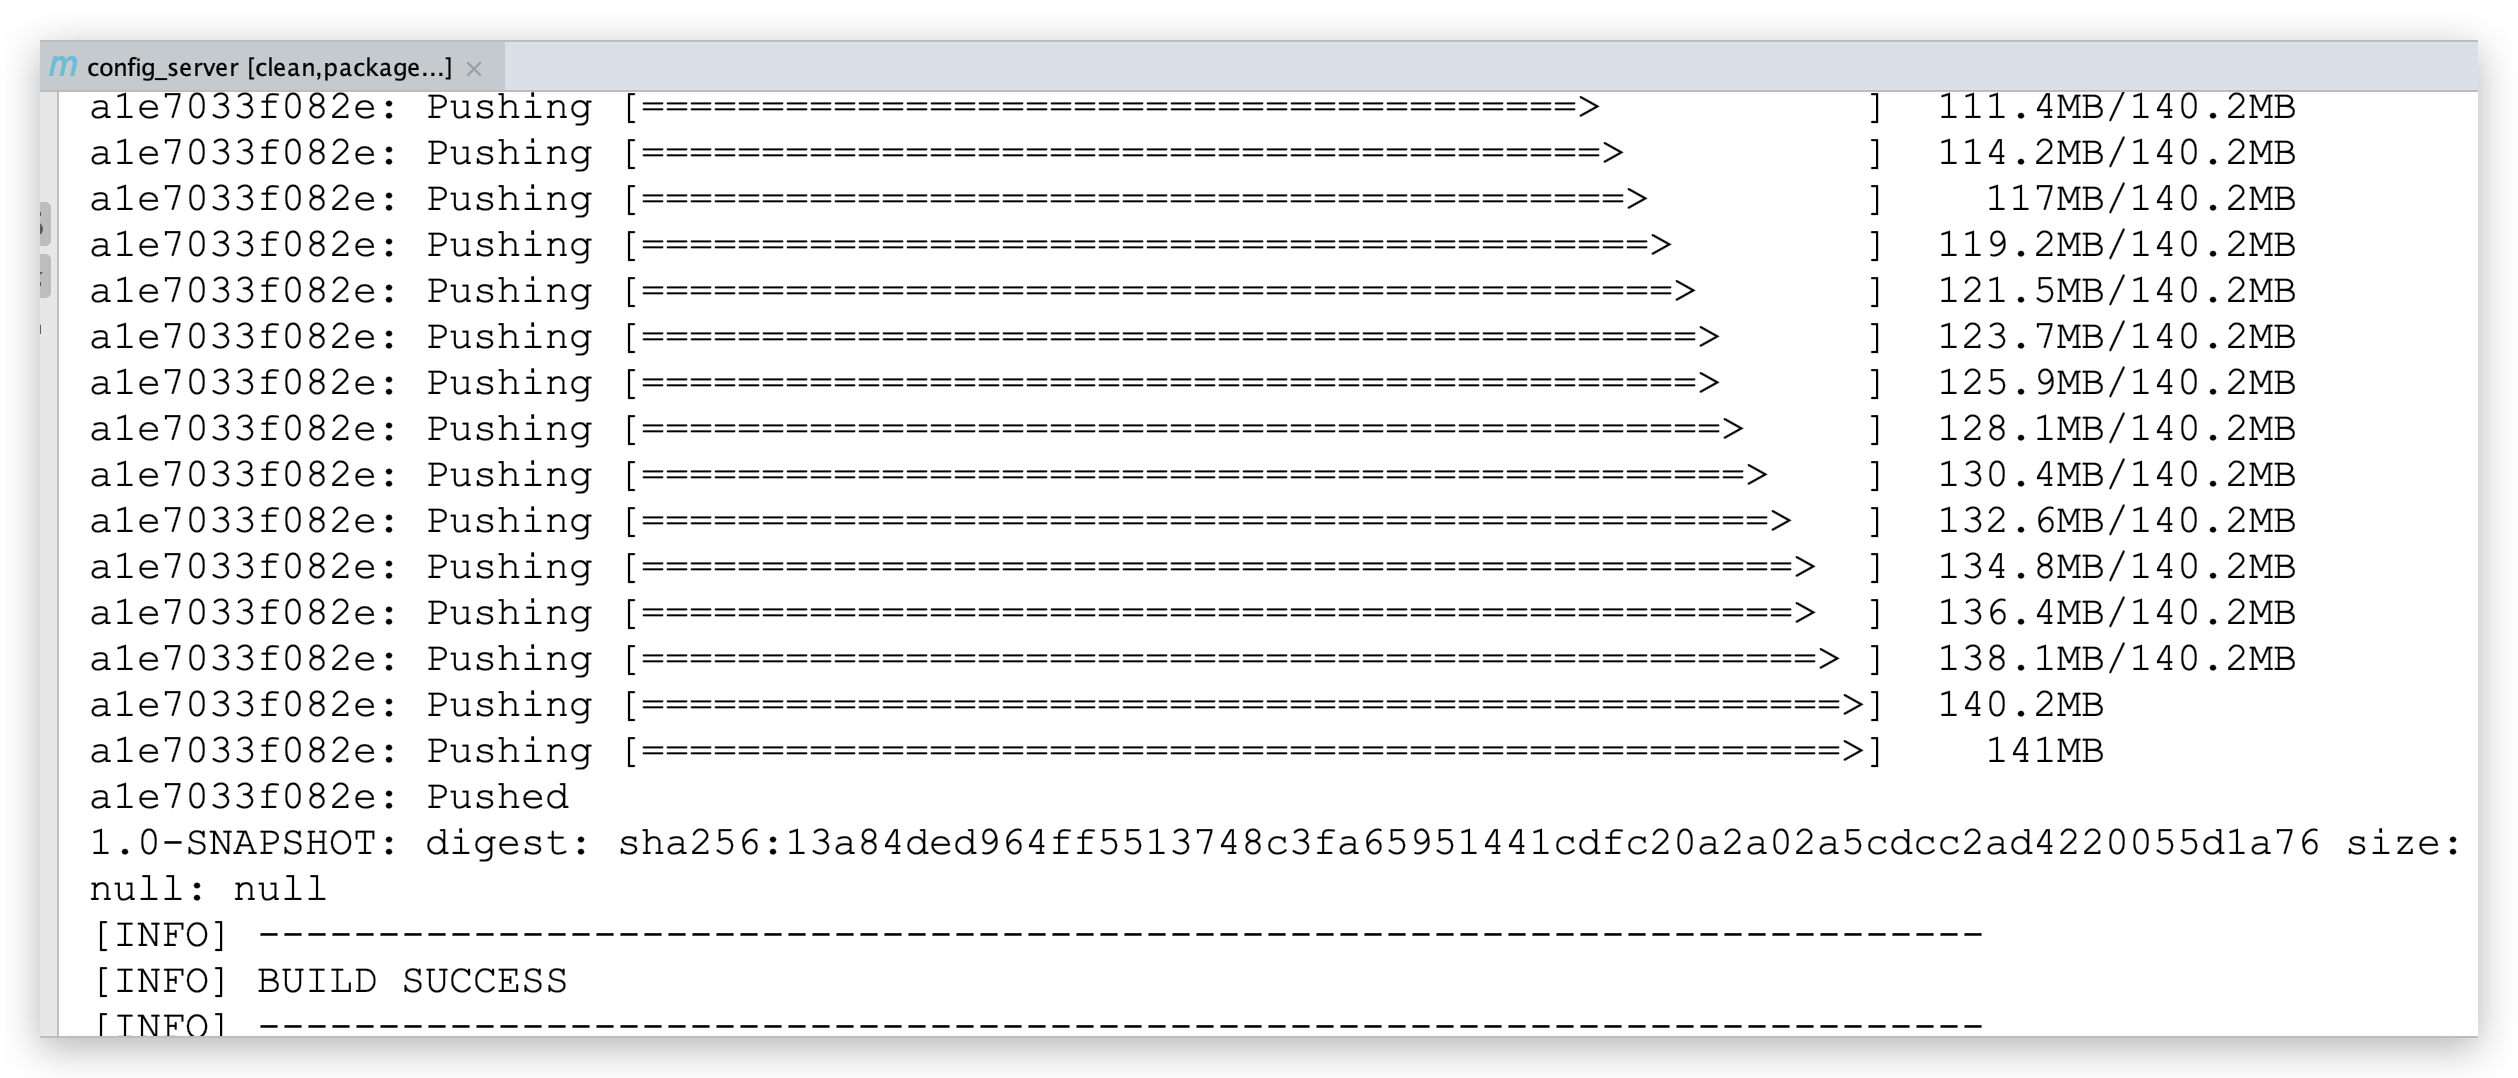 config_server [clean,package...] ×
a1e7033f082e: Pushing [=======================================>           ]  111.4MB/140.2MB
a1e7033f082e: Pushing [========================================>          ]  114.2MB/140.2MB
a1e7033f082e: Pushing [=========================================>         ]    117MB/140.2MB
a1e7033f082e: Pushing [==========================================>        ]  119.2MB/140.2MB
a1e7033f082e: Pushing [===========================================>       ]  121.5MB/140.2MB
a1e7033f082e: Pushing [============================================>      ]  123.7MB/140.2MB
a1e7033f082e: Pushing [============================================>      ]  125.9MB/140.2MB
a1e7033f082e: Pushing [=============================================>     ]  128.1MB/140.2MB
a1e7033f082e: Pushing [==============================================>    ]  130.4MB/140.2MB
a1e7033f082e: Pushing [===============================================>   ]  132.6MB/140.2MB
a1e7033f082e: Pushing [================================================>  ]  134.8MB/140.2MB
a1e7033f082e: Pushing [================================================>  ]  136.4MB/140.2MB
a1e7033f082e: Pushing [=================================================> ]  138.1MB/140.2MB
a1e7033f082e: Pushing [==================================================>]  140.2MB
a1e7033f082e: Pushing [==================================================>]    141MB
a1e7033f082e: Pushed
1.0-SNAPSHOT: digest: sha256:13a84ded964ff5513748c3fa65951441cdfc20a2a02a5cdcc2ad4220055d1a76 size:
null: null
[INFO] ------------------------------------------------------------------------
[INFO] BUILD SUCCESS
[INFO] ------------------------------------------------------------------------